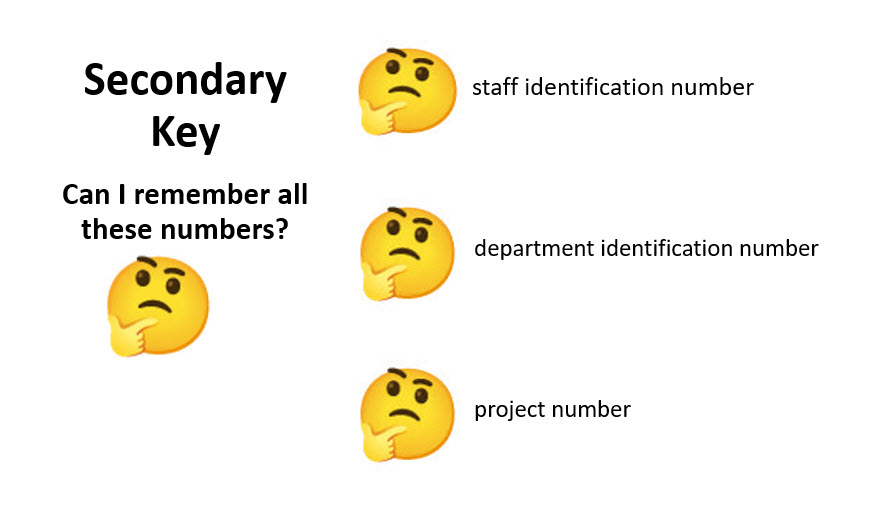 Secondary
Key
Can I remember all
these numbers?
staff identification number
department identification number
project number